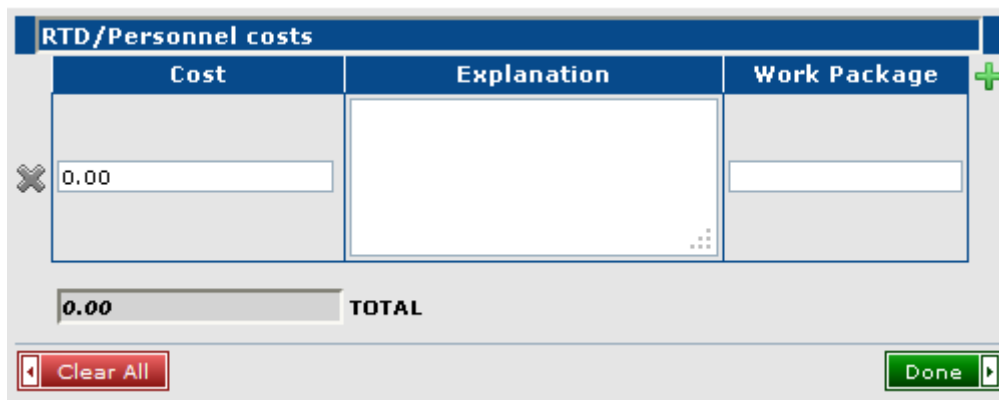 RTD/Personnel costs
Cost Explanation Work Package
0.00
0.00 TOTAL
Clear All Done